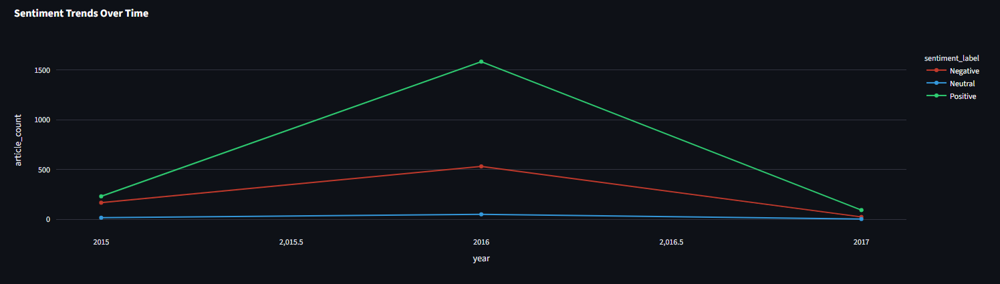 Sentiment Trends Over Time
sentiment_label
Negative
Neutral
Positive
1500
1000
500
0
article_count
2015
2,015.5
2016
2,016.5
2017
year